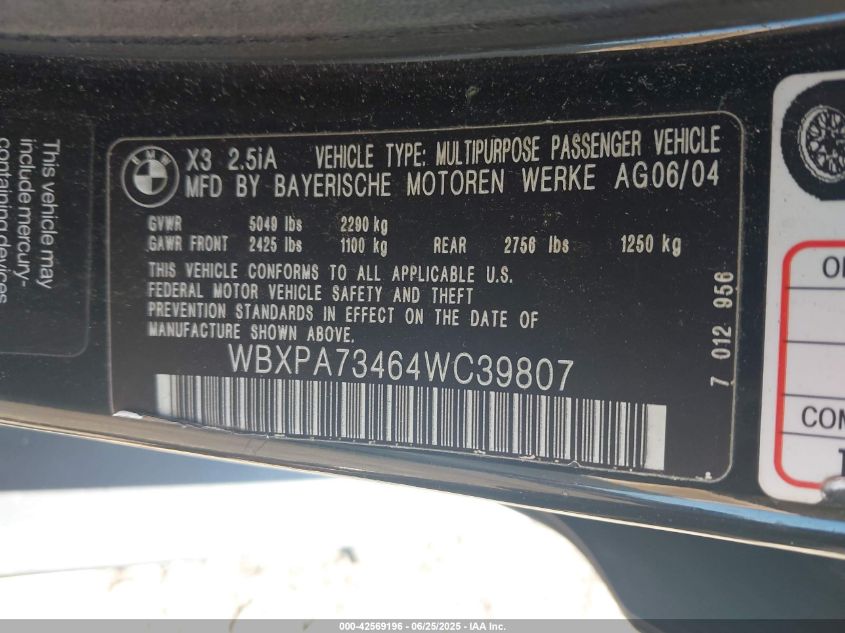 This vehicle may
include mercury-
containing devices
BMW
X3 2.5iA VEHICLE TYPE: MULTIPURPOSE PASSENGER VEHICLE
MFD BY BAYERISCHE MOTOREN WERKE AG06/04
GVWR 5049 lbs 2290 kg
GAWR FRONT 2425 lbs 1100 kg REAR 2756 lbs 1250 kg
THIS VEHICLE CONFORMS TO ALL APPLICABLE U.S.
FEDERAL MOTOR VEHICLE SAFETY AND THEFT
PREVENTION STANDARDS IN EFFECT ON THE DATE OF
MANUFACTURE SHOWN ABOVE.
WBXPA73464WC39807
7 012 956
000-42569196 - 06/25/2025 - IAA Inc.